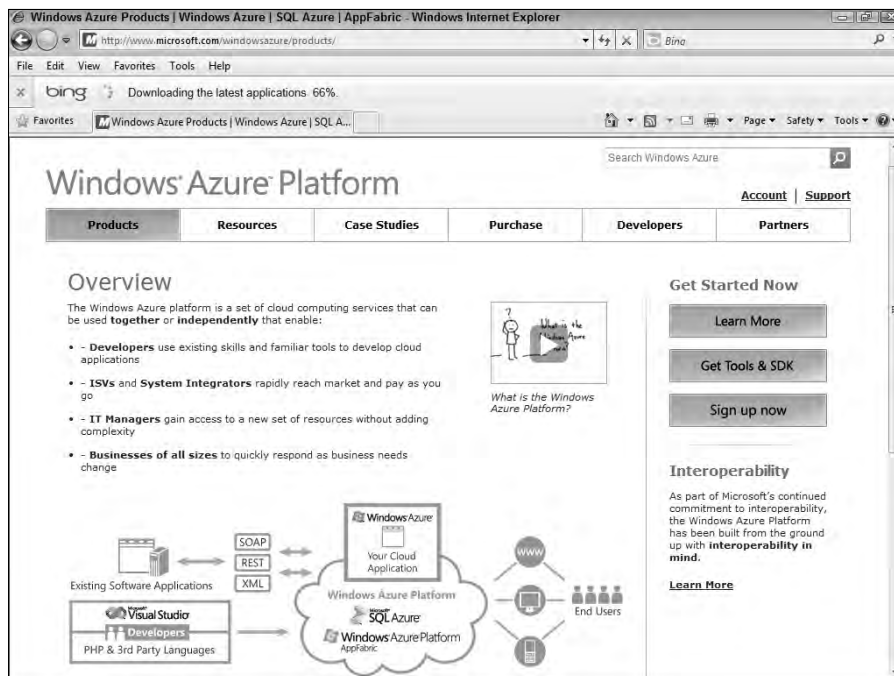 Windows Azure Products | Windows Azure | SQL Azure | AppFabric - Windows Internet Explorer
http://www.microsoft.com/windowsazure/products/
Bing
File Edit View Favorites Tools Help
x bing Downloading the latest applications 66%.
Favorites
Windows Azure Products | Windows Azure | SQL A...
Page Safety Tools
Search Windows Azure
Windows® Azure™ Platform
Account | Support
Products Resources Case Studies Purchase Developers Partners
Overview
The Windows Azure platform is a set of cloud computing services that can
be used together or independently that enable:
• - Developers use existing skills and familiar tools to develop cloud
applications
• - ISVs and System Integrators rapidly reach market and pay as you
go
• - IT Managers gain access to a new set of resources without adding
complexity
• - Businesses of all sizes to quickly respond as business needs
change
?
What is the
Windows Azure
What is the Windows
Azure Platform?
Get Started Now
Learn More
Get Tools & SDK
Sign up now
Interoperability
As part of Microsoft's continued
commitment to interoperability,
the Windows Azure Platform
has been built from the ground
up with interoperability in
mind.
Learn More
Existing Software Applications
SOAP
REST
XML
Windows Azure
Your Cloud
Application
Windows Azure Platform
Microsoft
SQL Azure
Windows Azure Platform
AppFabric
Microsoft
Visual Studio
Developers
PHP & 3rd Party Languages
WWW
End Users